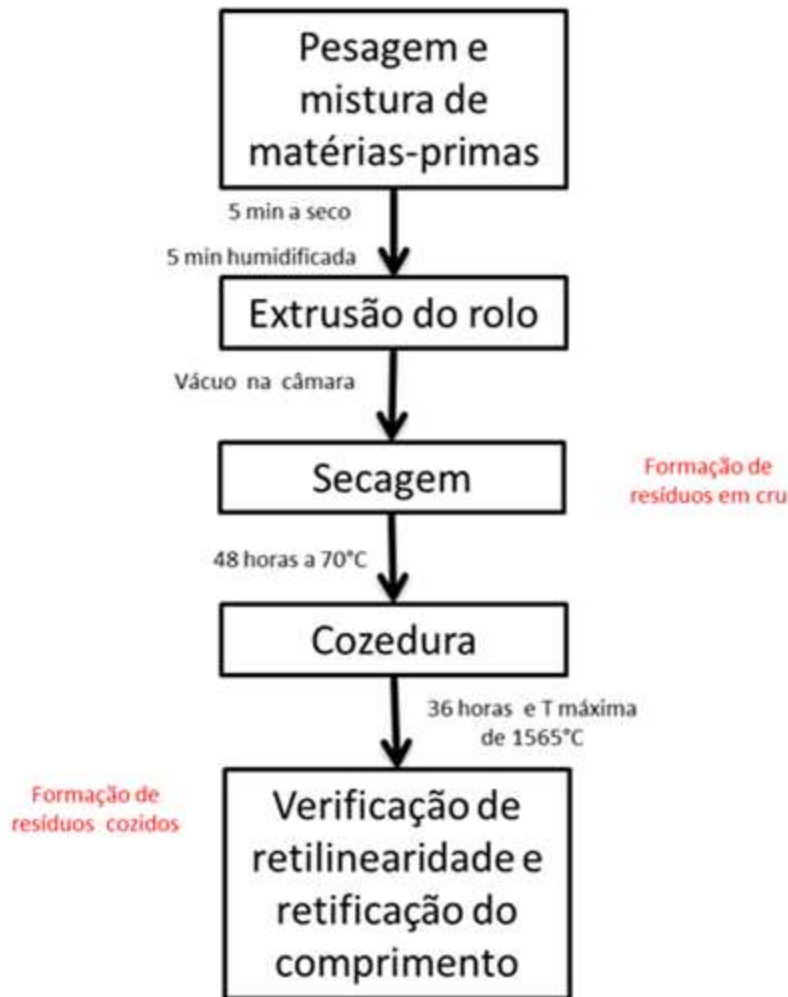 Pesagem e
mistura de
matérias-primas
5 min a seco
5 min humidificada
Extrusão do rolo
Vácuo na câmara
Secagem
Formação de
resíduos em cru
48 horas a 70°C
Cozedura
36 horas e T máxima
de 1565°C
Formação de
resíduos cozidos
Verificação de
retilinearidade e
retificação do
comprimento